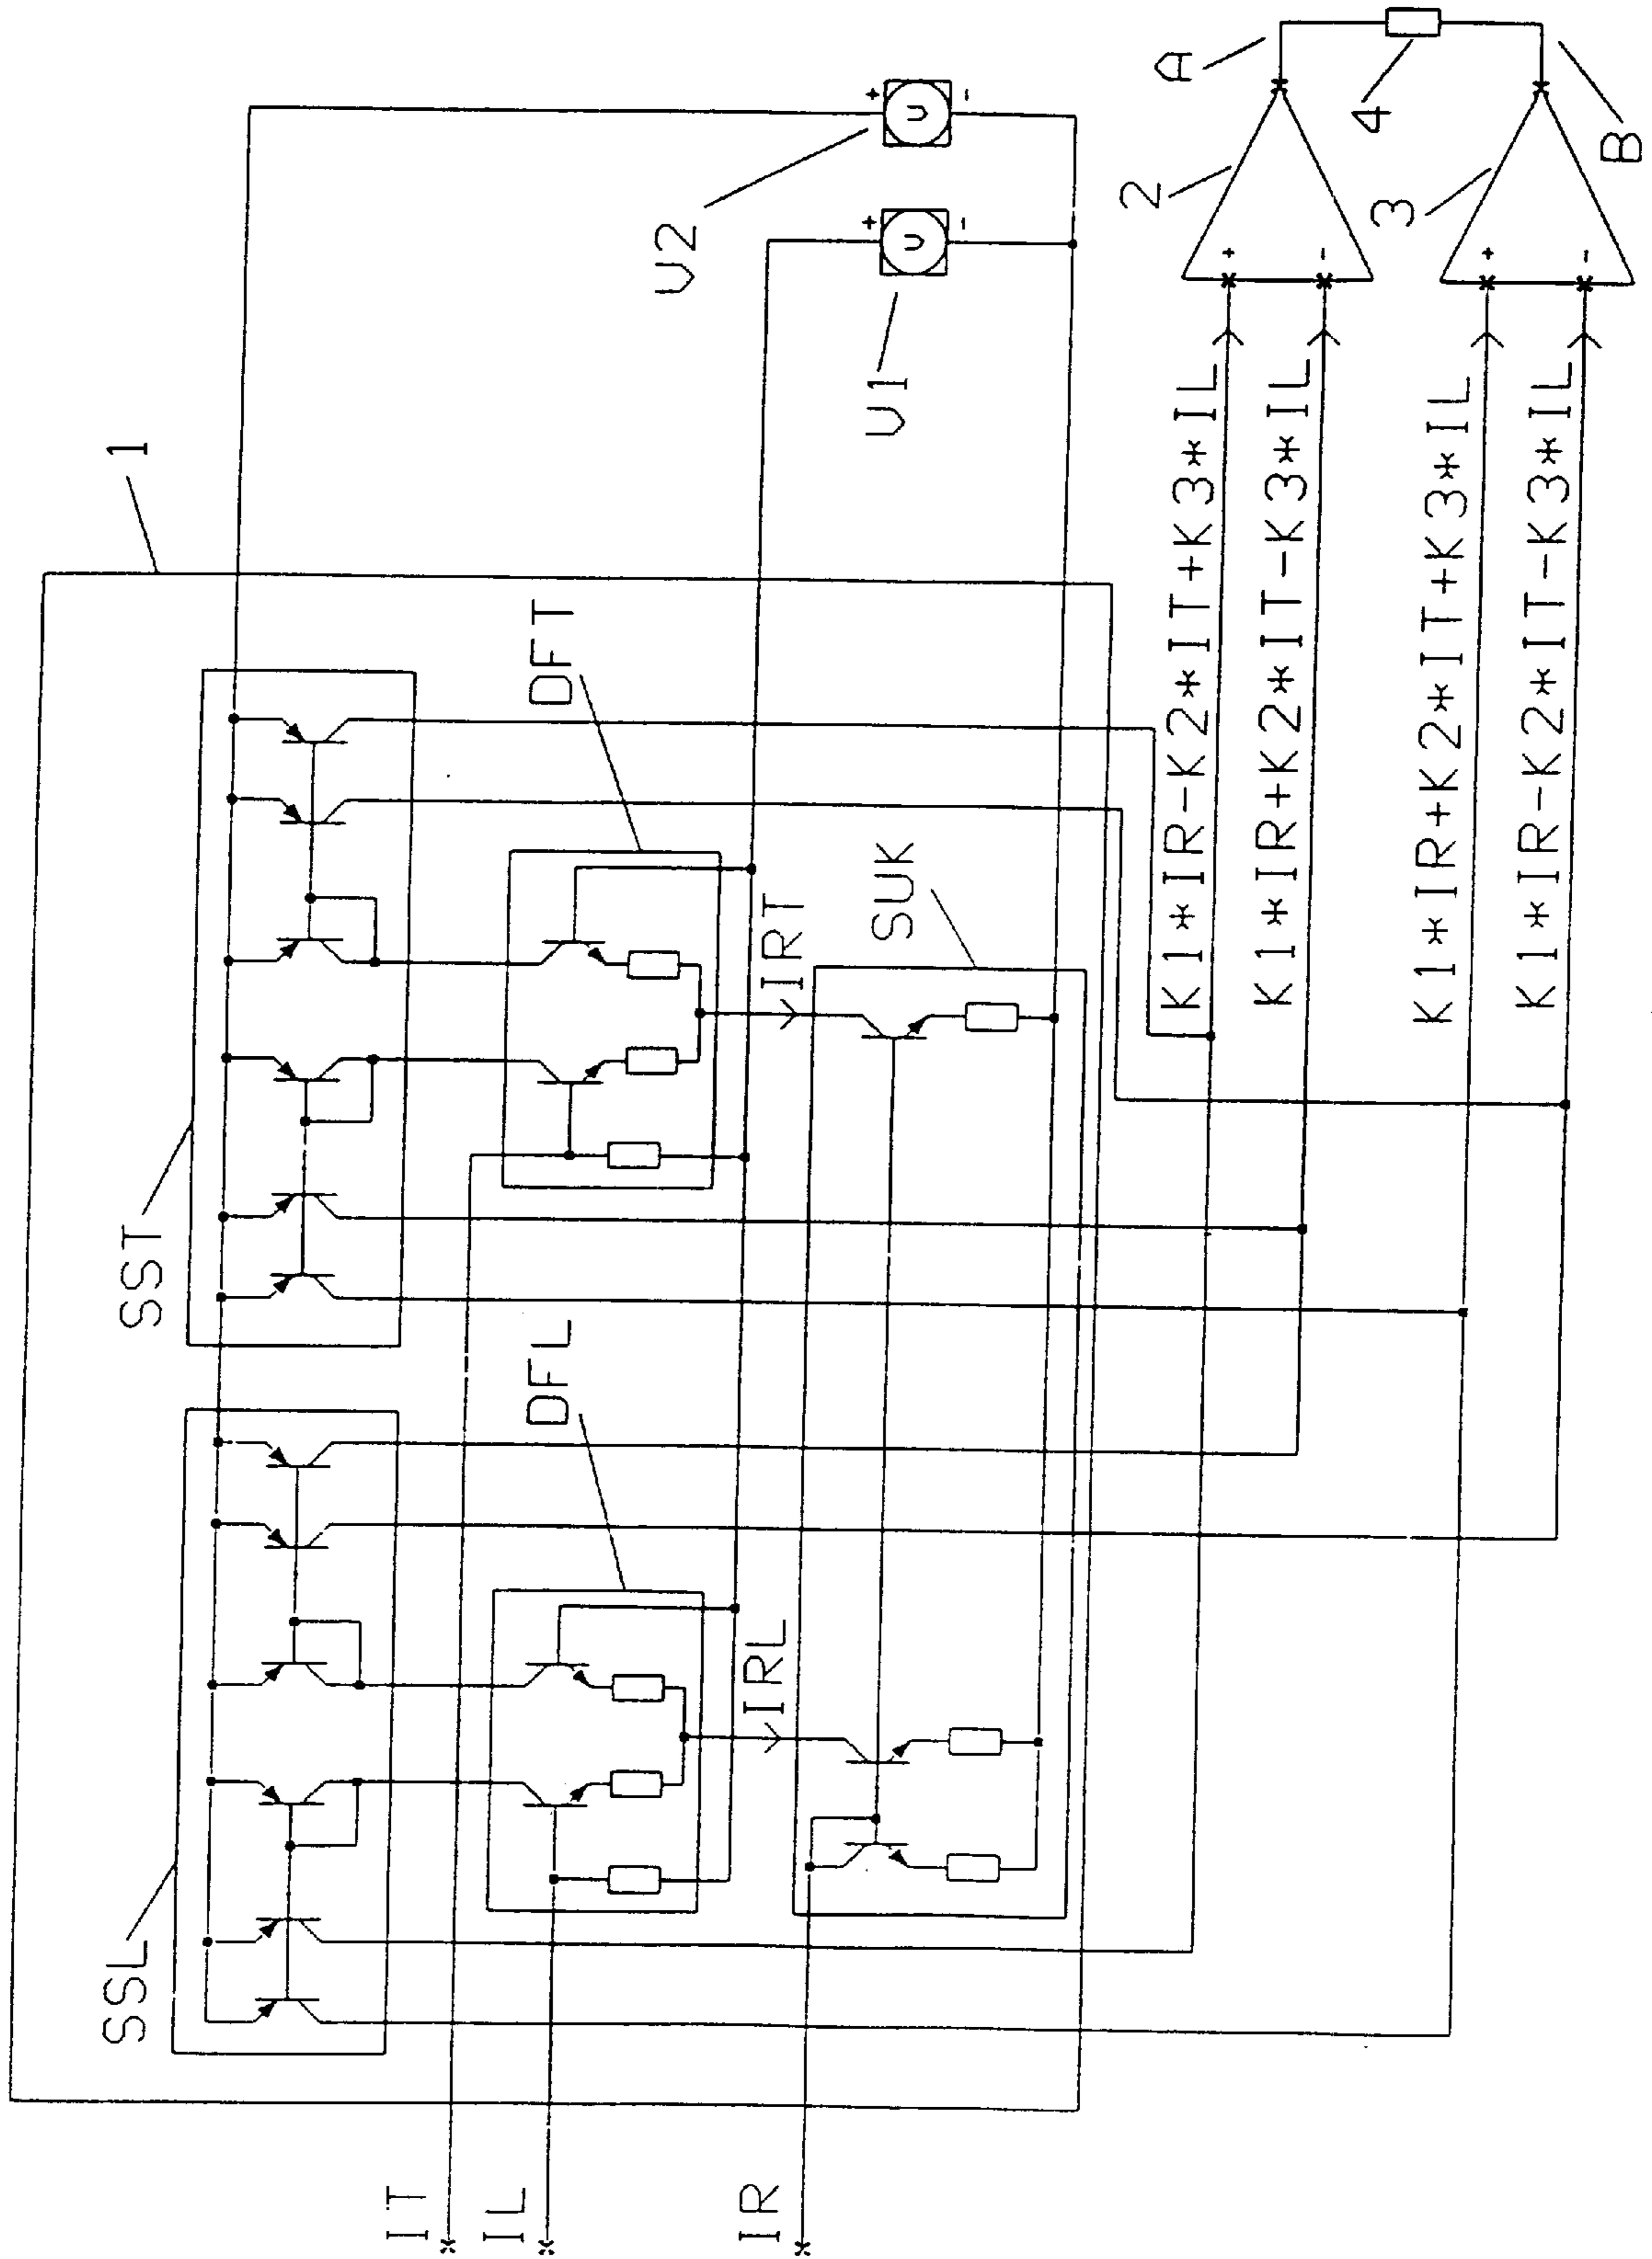 1
SST
SSL
DFT
DFL
IRT
IRL
SUK
IT
IL
IR
U2
U
+
-
U1
U
+
-
K1*IR-K2*IT+K3*IL
K1*IR+K2*IT-K3*IL
K1*IR+K2*IT+K3*IL
K1*IR-K2*IT-K3*IL
2
+
-
3
+
-
A
4
B